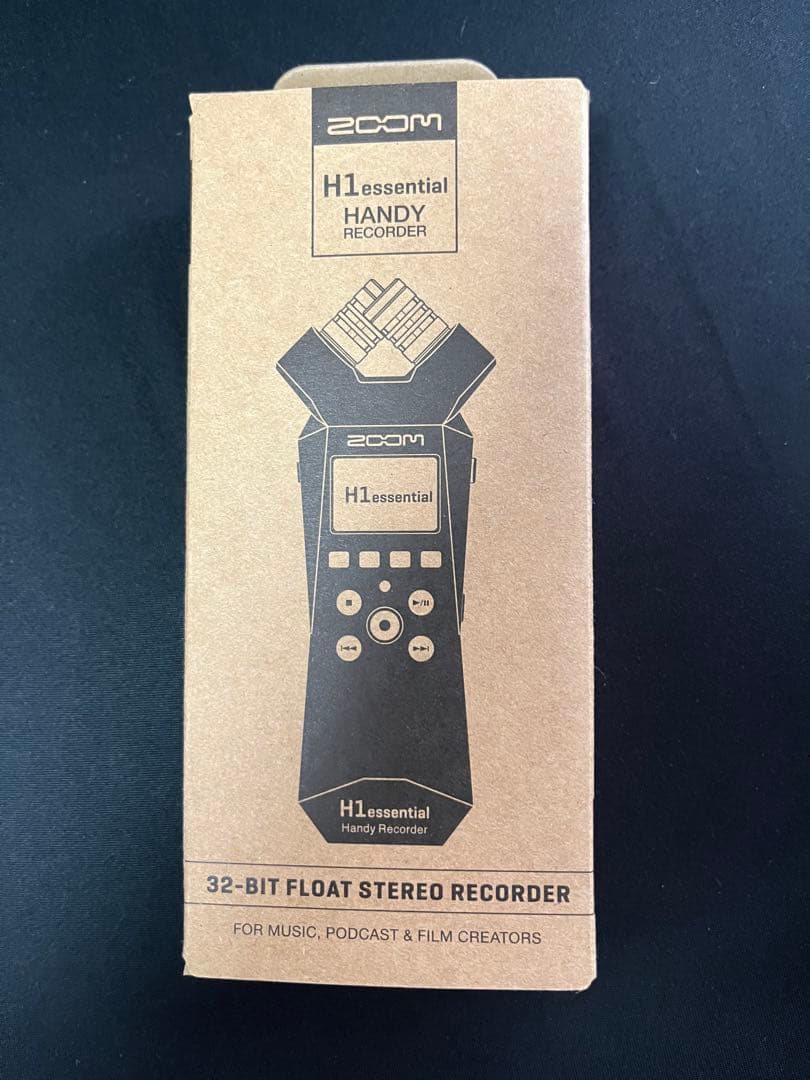 ZOOM
H1essential
HANDY
RECORDER
ZOOM
H1essential
H1essential
Handy Recorder
32-BIT FLOAT STEREO RECORDER
FOR MUSIC, PODCAST & FILM CREATORS